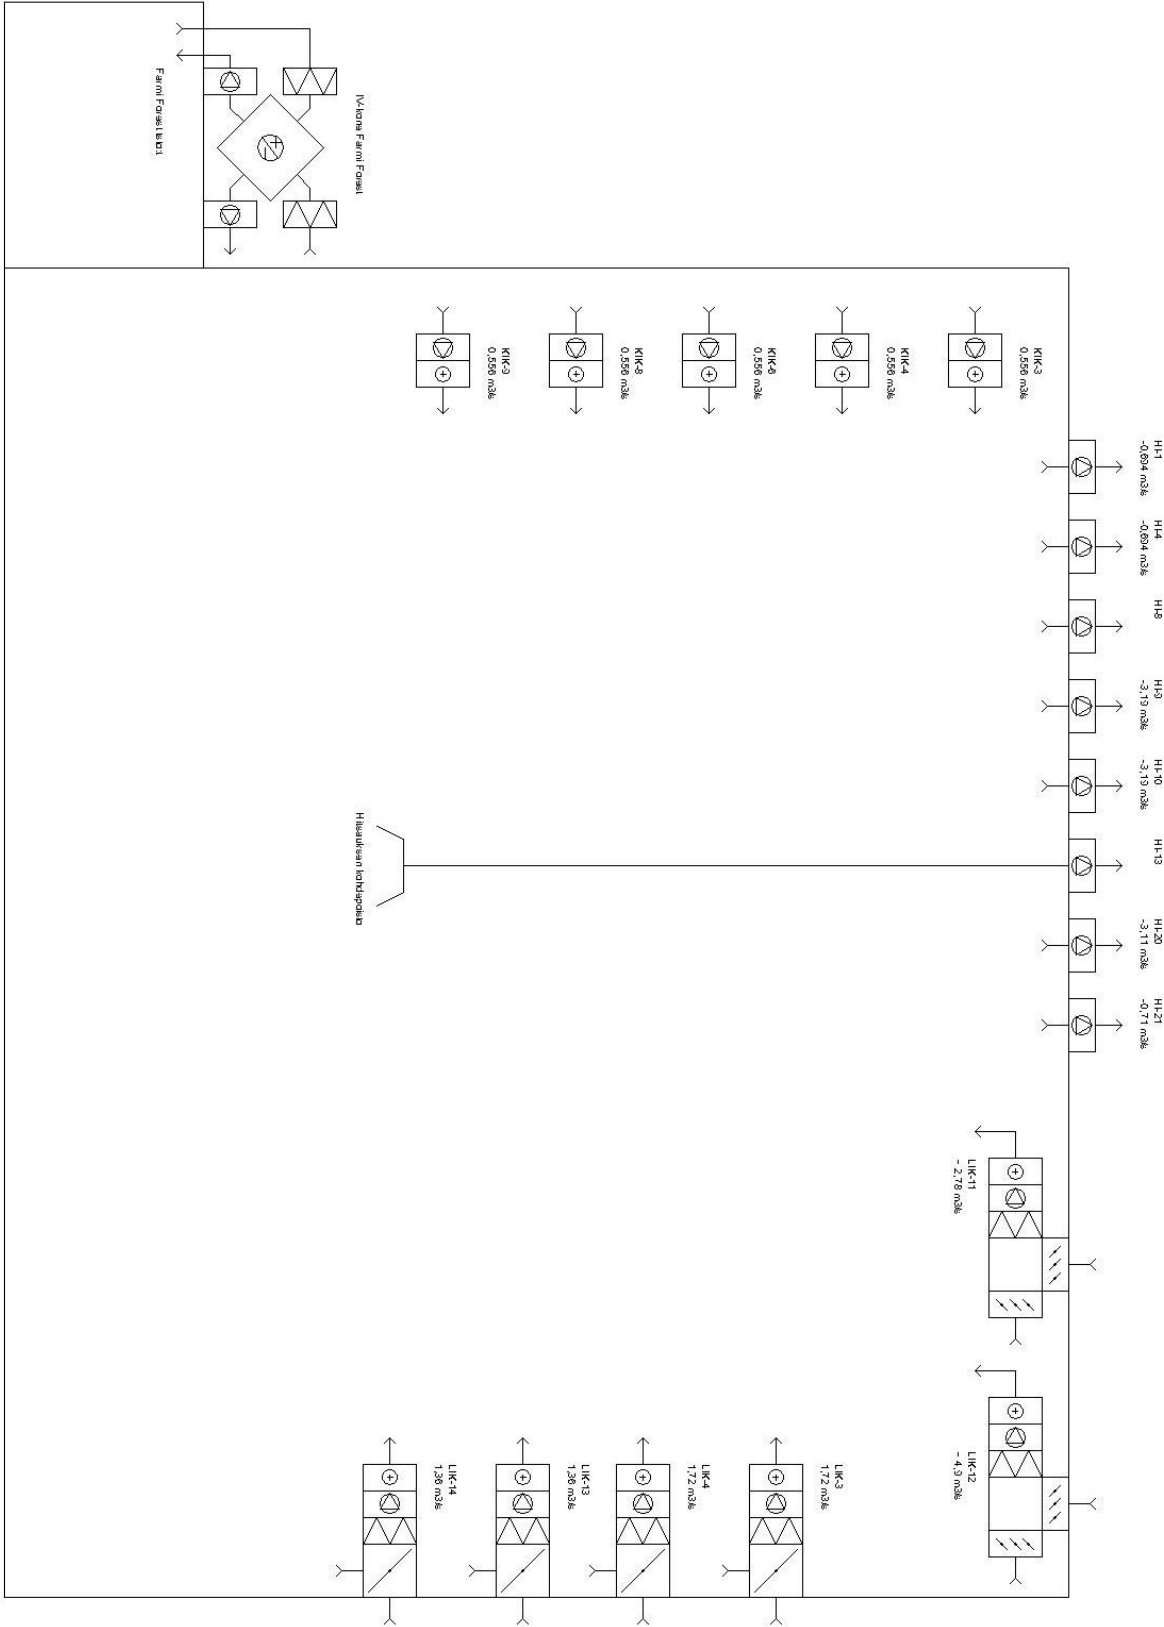 IV-kone Farmi Forest
Farmi Forest tilat
KIK-3
0,556 m3/s
KIK-4
0,556 m3/s
KIK-6
0,556 m3/s
KIK-8
0,556 m3/s
KIK-9
0,556 m3/s
HI-1
-0,694 m3/s
HI-4
-0,694 m3/s
HI-8
HI-9
-3,19 m3/s
HI-10
-3,19 m3/s
HI-13
HI-20
-3,11 m3/s
HI-21
-0,71 m3/s
Hitsauksen kohdepoisto
LIK-11
~ 2,78 m3/s
LIK-12
~ 4,9 m3/s
LIK-3
1,72 m3/s
LIK-4
1,72 m3/s
LIK-13
1,36 m3/s
LIK-14
1,36 m3/s